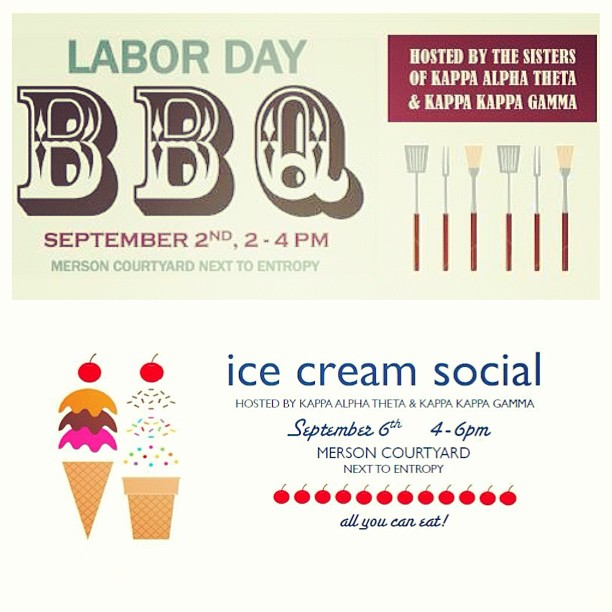 LABOR DAY
BBQ
SEPTEMBER 2ND, 2 - 4 PM
MERSON COURTYARD NEXT TO ENTROPY
HOSTED BY THE SISTERS
OF KAPPA ALPHA THETA
& KAPPA KAPPA GAMMA
ice cream social
HOSTED BY KAPPA ALPHA THETA & KAPPA KAPPA GAMMA
September 6th 4-6pm
MERSON COURTYARD
NEXT TO ENTROPY
all you can eat!